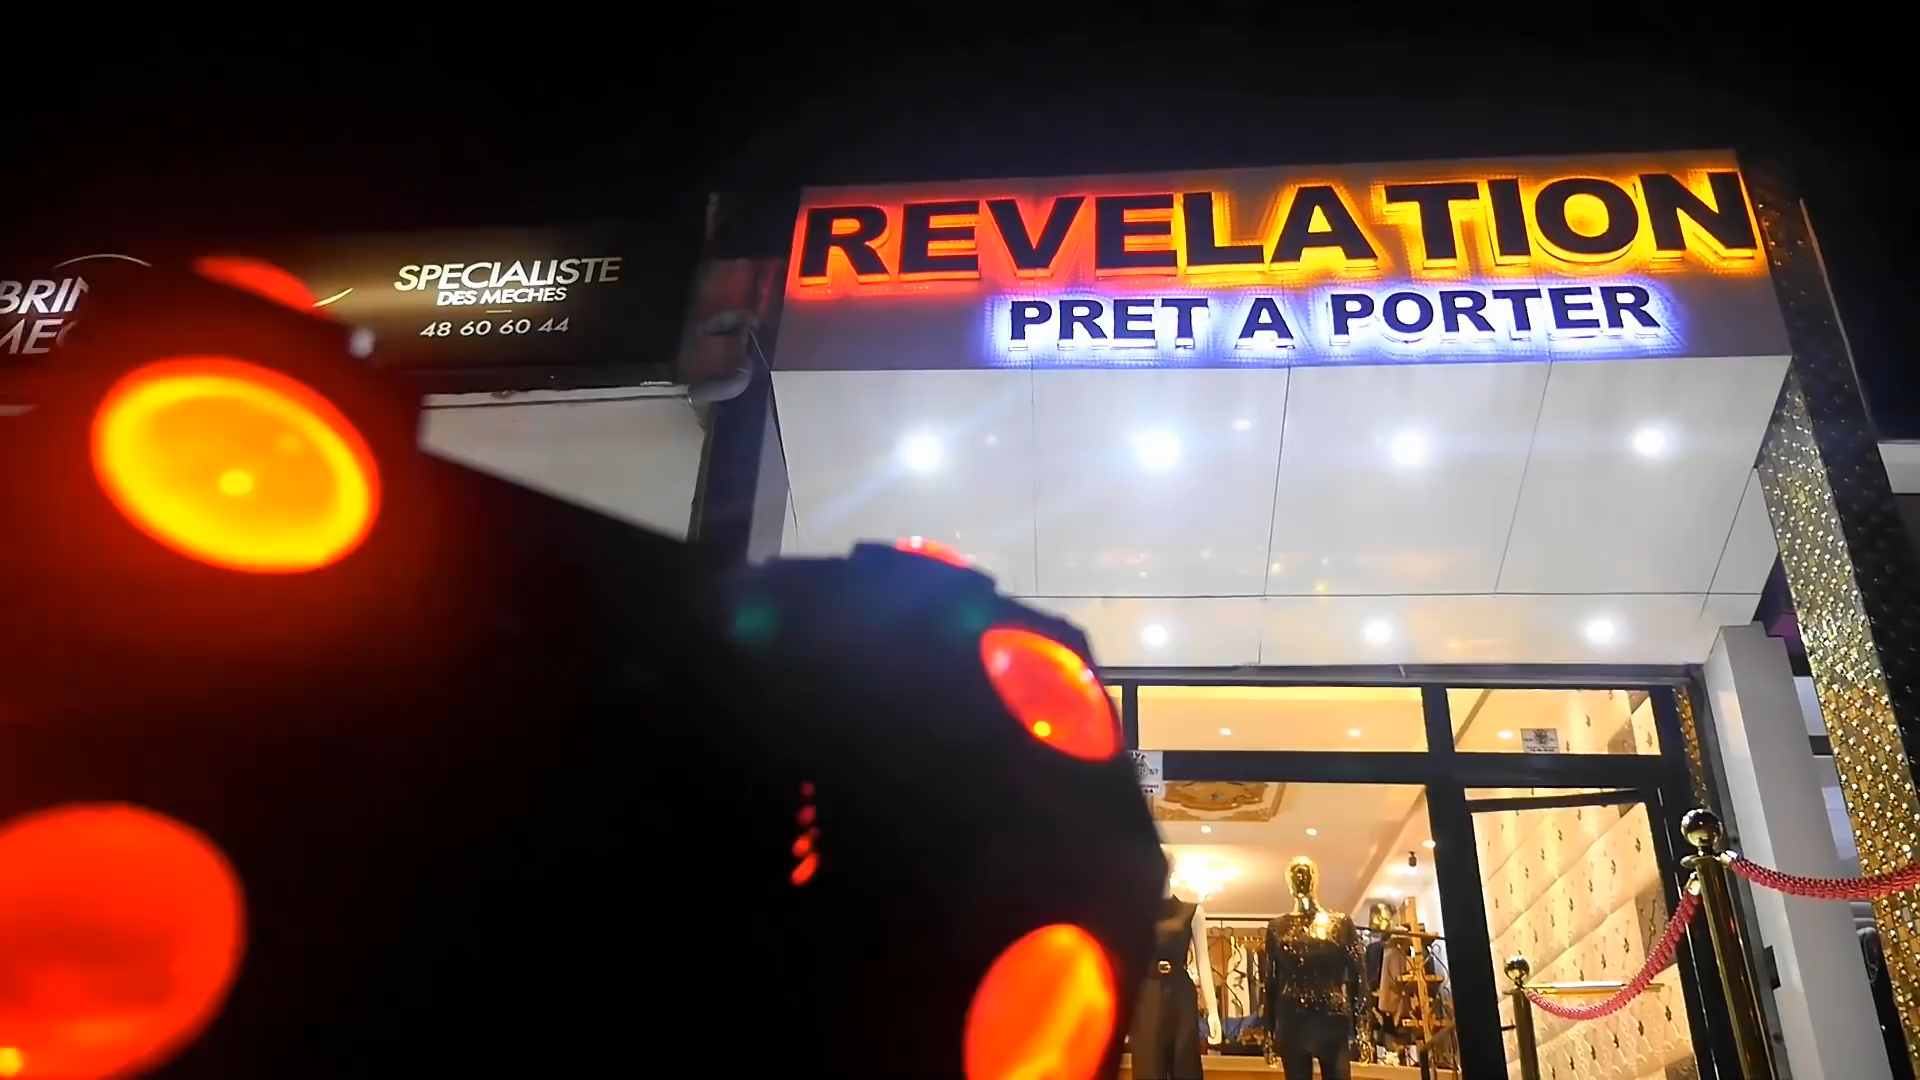 REVELATION
PRET A PORTER
SPECIALISTE
DES MECHES
48 60 60 44